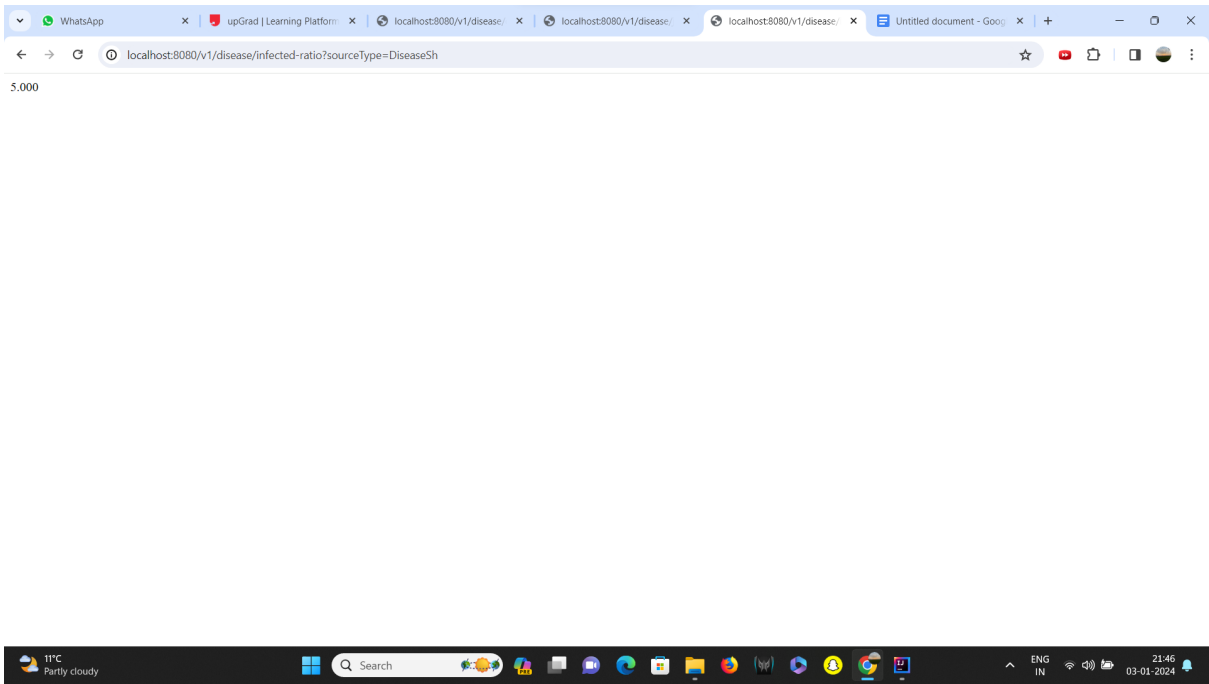 WhatsApp
upGrad | Learning Platform
localhost:8080/v1/disease/
localhost:8080/v1/disease/
localhost:8080/v1/disease/
Untitled document - Goog
localhost:8080/v1/disease/infected-ratio?sourceType=DiseaseSh
5.000
11°C
Partly cloudy
Search
PRE
ENG
IN
21:46
03-01-2024